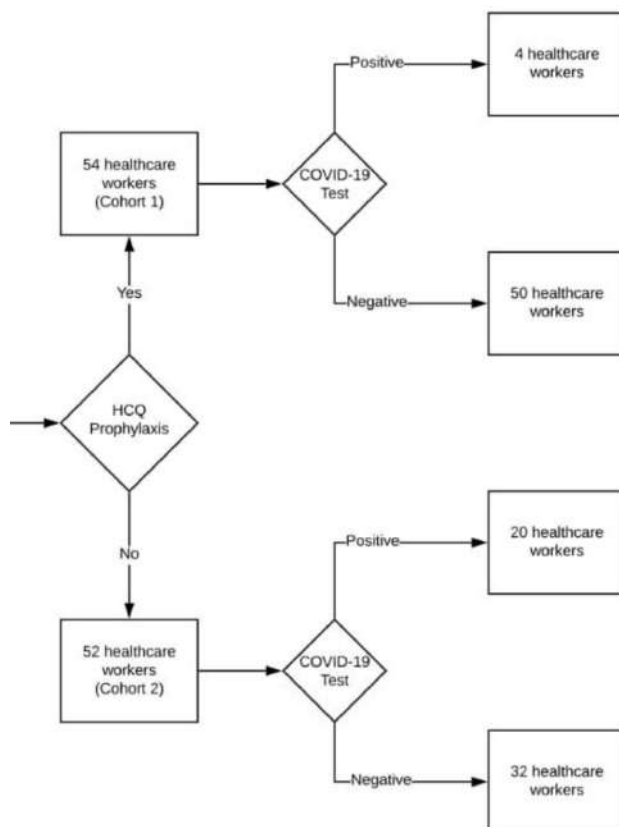 Positive
4 healthcare
workers
54 healthcare
workers
(Cohort 1)
COVID-19
Test
Yes
Negative
50 healthcare
workers
HCQ
Prophylaxis
No
Positive
20 healthcare
workers
52 healthcare
workers
(Cohort 2)
COVID-19
Test
Negative
32 healthcare
workers